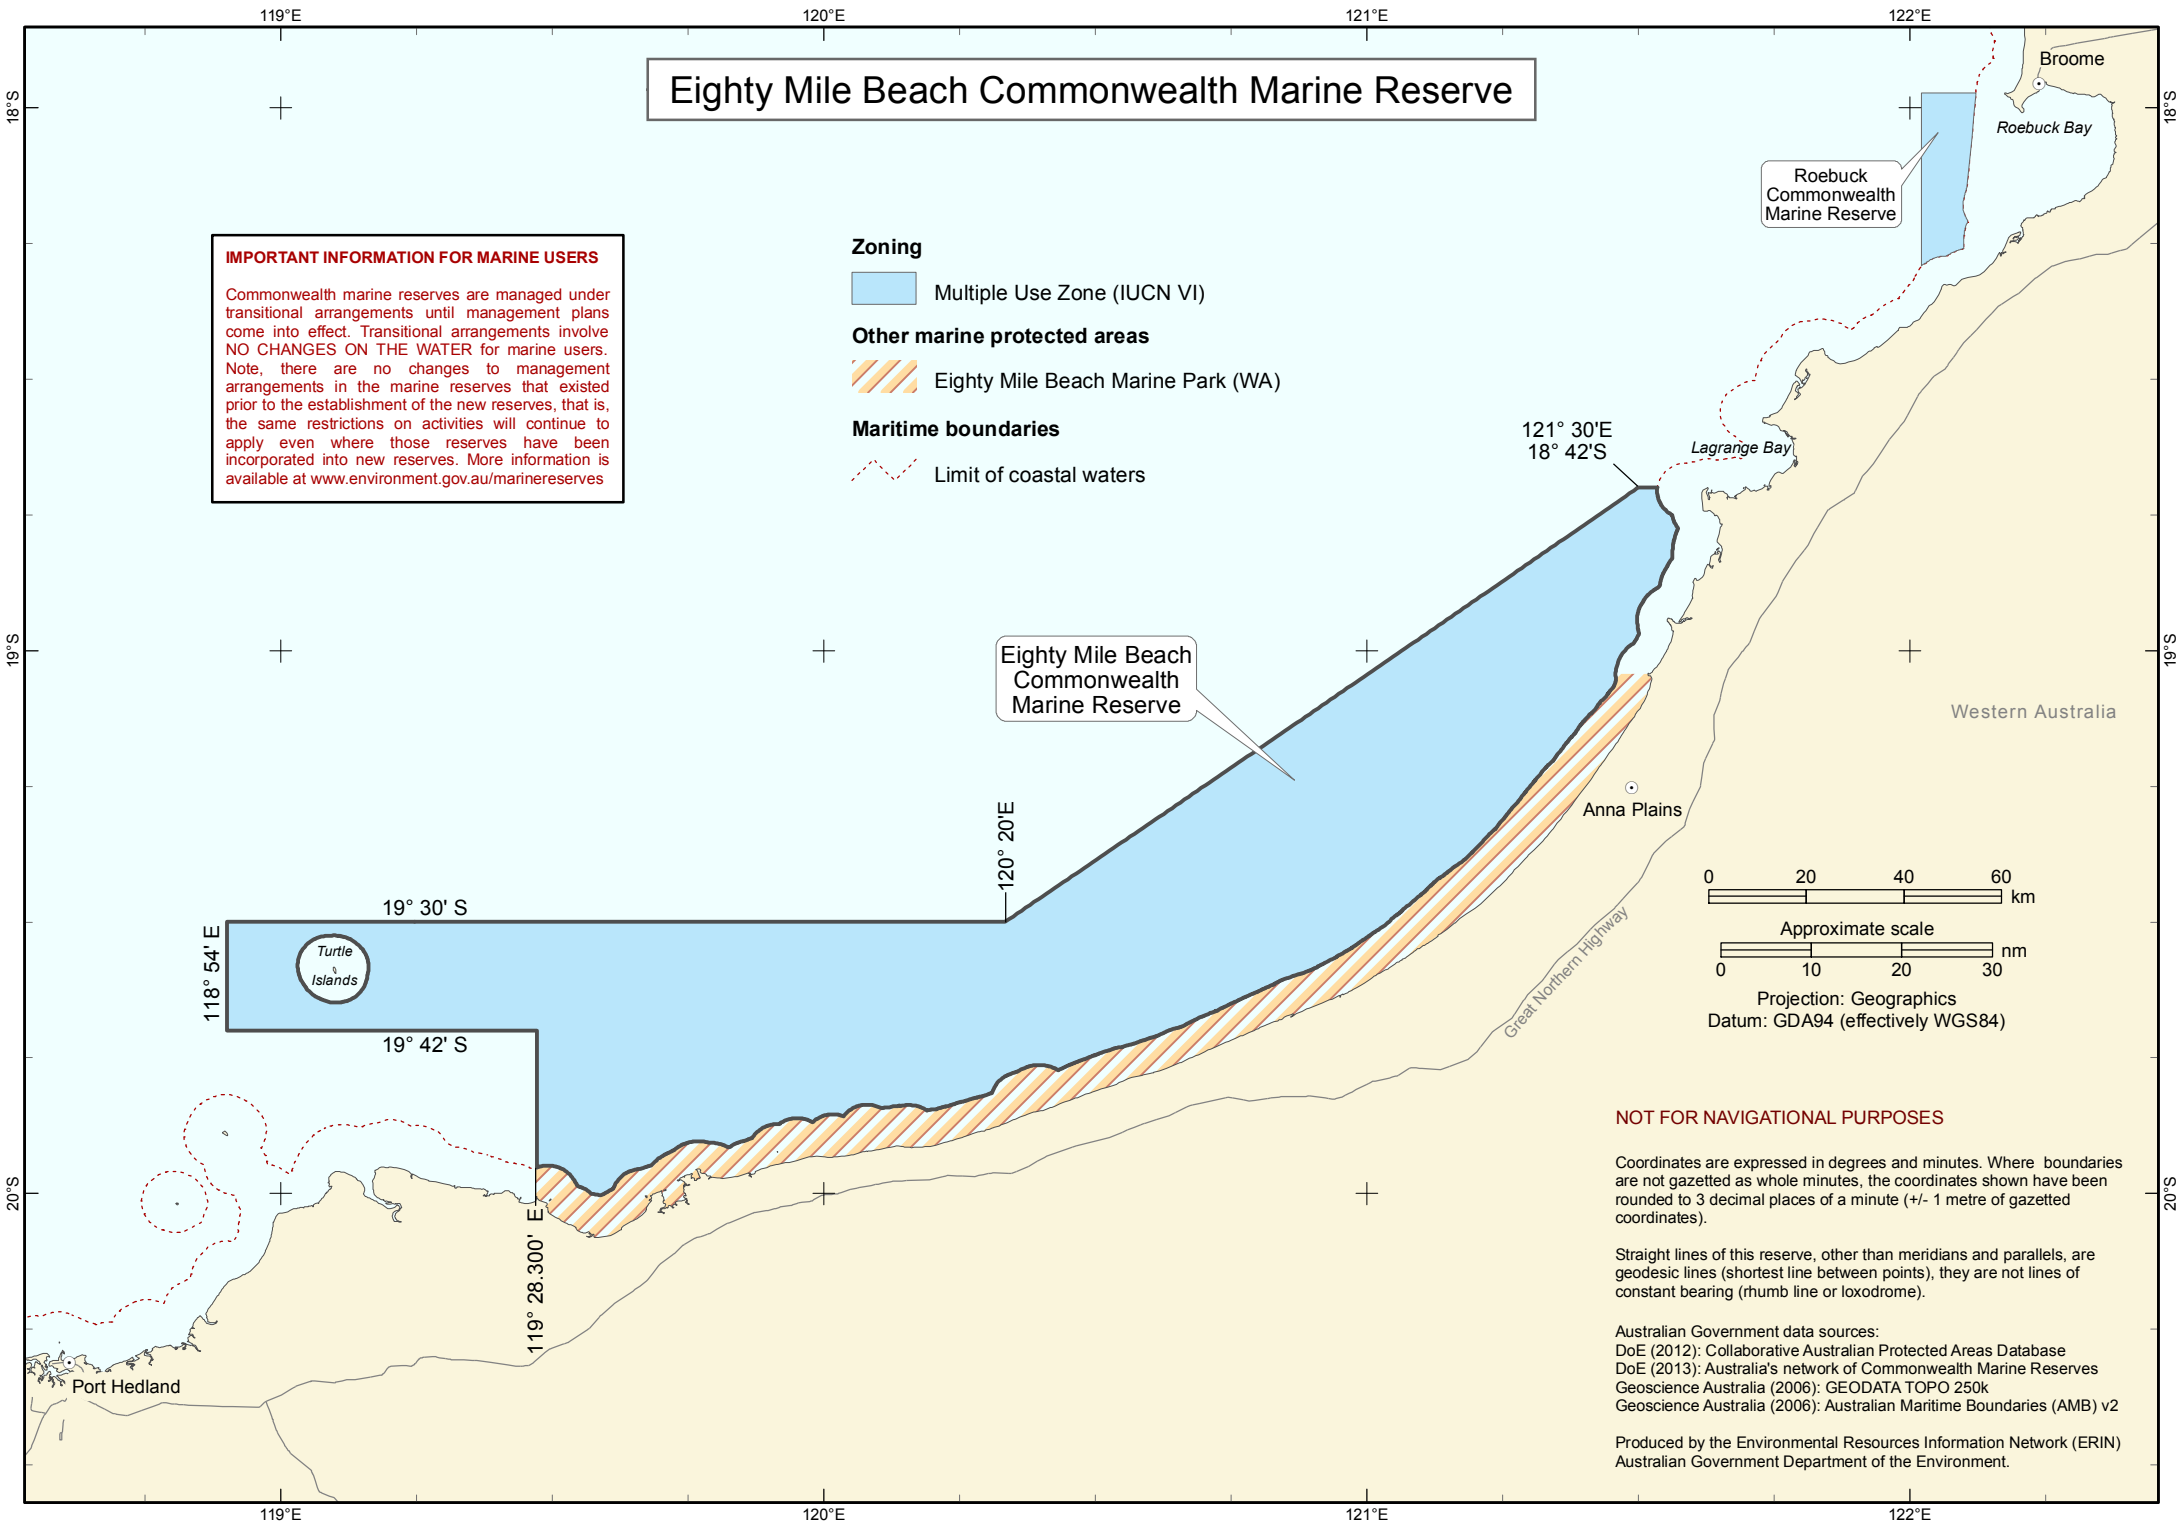 119°E
120°E
121°E
122°E
Eighty Mile Beach Commonwealth Marine Reserve
Broome
18°S
18°S
Roebuck Bay
Roebuck
Commonwealth
Marine Reserve
IMPORTANT INFORMATION FOR MARINE USERS
Commonwealth marine reserves are managed under
transitional arrangements until management plans
come into effect. Transitional arrangements involve
NO CHANGES ON THE WATER for marine users.
Note, there are no changes to management
arrangements in the marine reserves that existed
prior to the establishment of the new reserves, that is,
the same restrictions on activities will continue to
apply even where those reserves have been
incorporated into new reserves. More information is
available at www.environment.gov.au/marinereserves
Zoning
Multiple Use Zone (IUCN VI)
Other marine protected areas
Eighty Mile Beach Marine Park (WA)
Maritime boundaries
Limit of coastal waters
121° 30'E
18° 42'S
Lagrange Bay
19°S
19°S
Eighty Mile Beach
Commonwealth
Marine Reserve
Western Australia
Anna Plains
120° 20'E
19° 30' S
118° 54' E
Turtle
Islands
19° 42' S
0 20 40 60
km
Approximate scale
nm
0 10 20 30
Projection: Geographics
Datum: GDA94 (effectively WGS84)
Great Northern Highway
20°S
20°S
119° 28.300' E
Port Hedland
NOT FOR NAVIGATIONAL PURPOSES
Coordinates are expressed in degrees and minutes. Where boundaries
are not gazetted as whole minutes, the coordinates shown have been
rounded to 3 decimal places of a minute (+/- 1 metre of gazetted
coordinates).
Straight lines of this reserve, other than meridians and parallels, are
geodesic lines (shortest line between points), they are not lines of
constant bearing (rhumb line or loxodrome).
Australian Government data sources:
DoE (2012): Collaborative Australian Protected Areas Database
DoE (2013): Australia's network of Commonwealth Marine Reserves
Geoscience Australia (2006): GEODATA TOPO 250k
Geoscience Australia (2006): Australian Maritime Boundaries (AMB) v2
Produced by the Environmental Resources Information Network (ERIN)
Australian Government Department of the Environment.
119°E
120°E
121°E
122°E